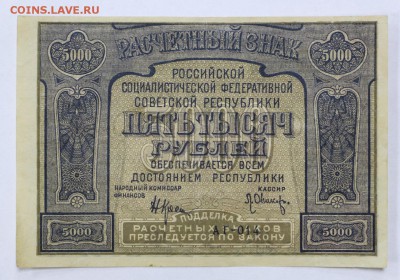 COINS.LAVE.RU
РАСЧЕТНЫЙ ЗНАК
5000 5000
РОССИЙСКОЙ
СОЦИАЛИСТИЧЕСКОЙ ФЕДЕРАТИВНОЙ
СОВЕТСКОЙ РЕСПУБЛИКИ
ПЯТЬ ТЫСЯЧ
РУБЛЕЙ
ОБЕСПЕЧИВАЕТСЯ ВСЕМ
ДОСТОЯНИЕМ РЕСПУБЛИКИ
НАРОДНЫЙ КОМИССАР
ФИНАНСОВ
КАССИР
ПОДДЕЛКА
5000 РАСЧЕТНЫХ ЗНАКОВ 5000
ПРЕСЛЕДУЕТСЯ ПО ЗАКОНУ